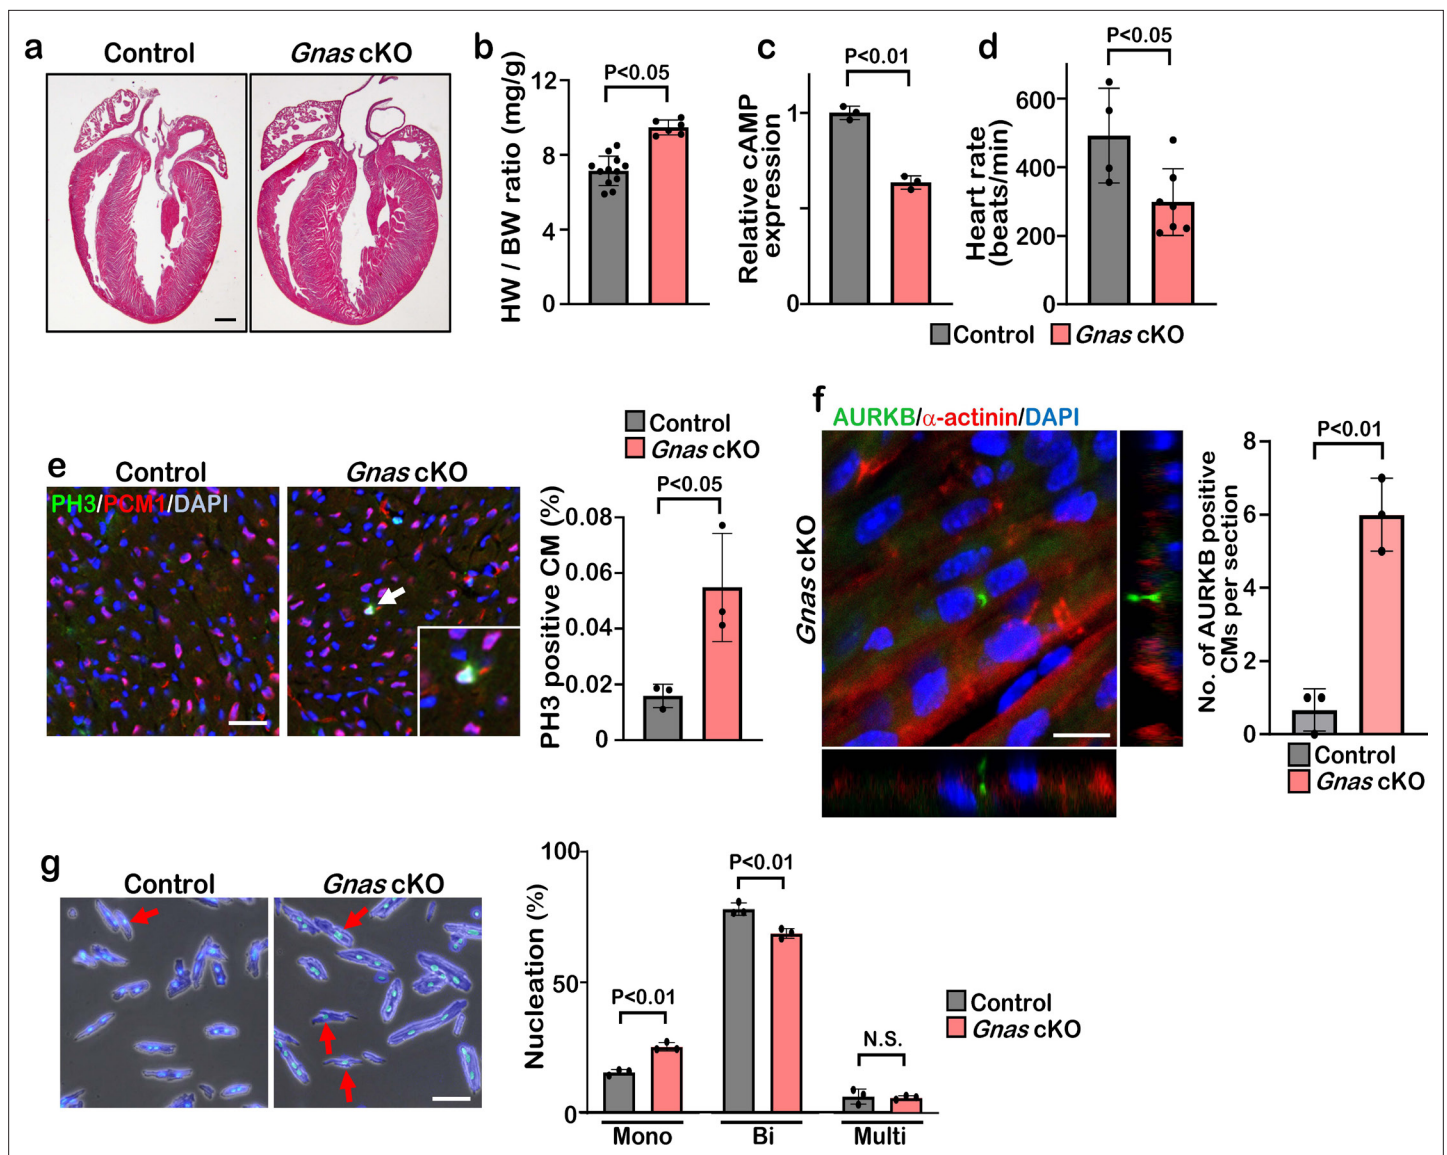 a
Control
Gnas cKO
b
HW / BW ratio (mg/g)
12
8
4
0
P<0.05
c
Relative cAMP
expression
1
0
P<0.01
d
Heart rate
(beats/min)
600
400
200
0
P<0.05
Control
Gnas cKO
e
Control
Gnas cKO
PH3/PCM1/DAPI
Control
Gnas cKO
PH3 positive CM (%)
0.08
0.06
0.04
0.02
0
P<0.05
f
AURKB/α-actinin/DAPI
Gnas cKO
No. of AURKB positive
CMs per section
8
6
4
2
0
P<0.01
Control
Gnas cKO
g
Control
Gnas cKO
Nucleation (%)
100
50
0
P<0.01
P<0.01
N.S.
Mono
Bi
Multi
Control
Gnas cKO